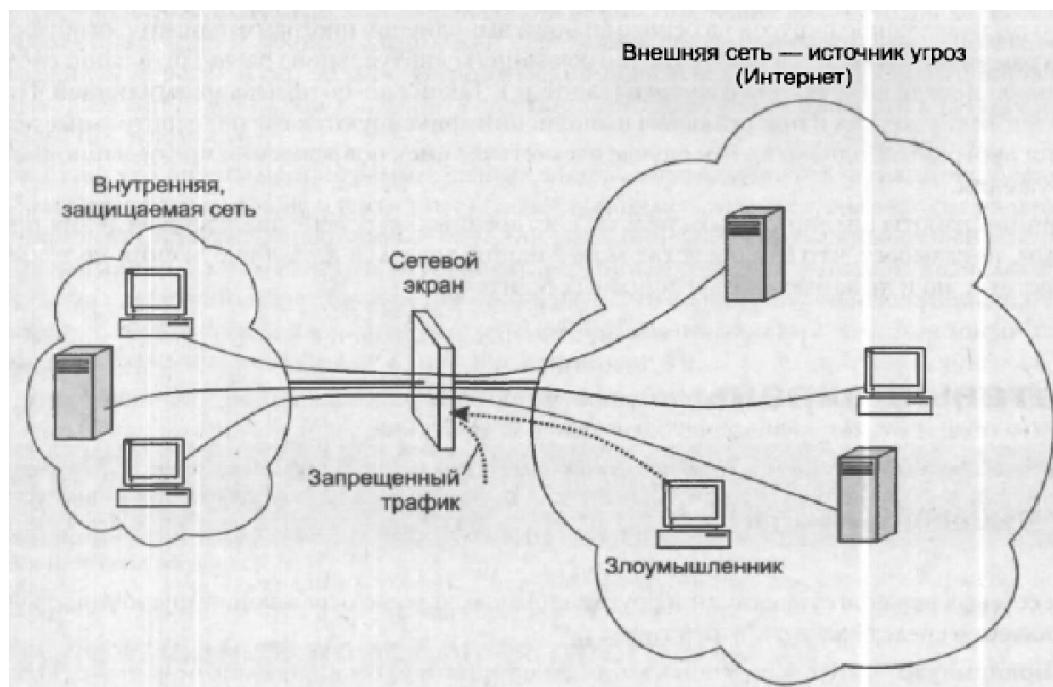 Внешняя сеть — источник угроз
(Интернет)
Внутренняя,
защищаемая сеть
Сетевой
экран
Запрещенный
трафик
Злоумышленник